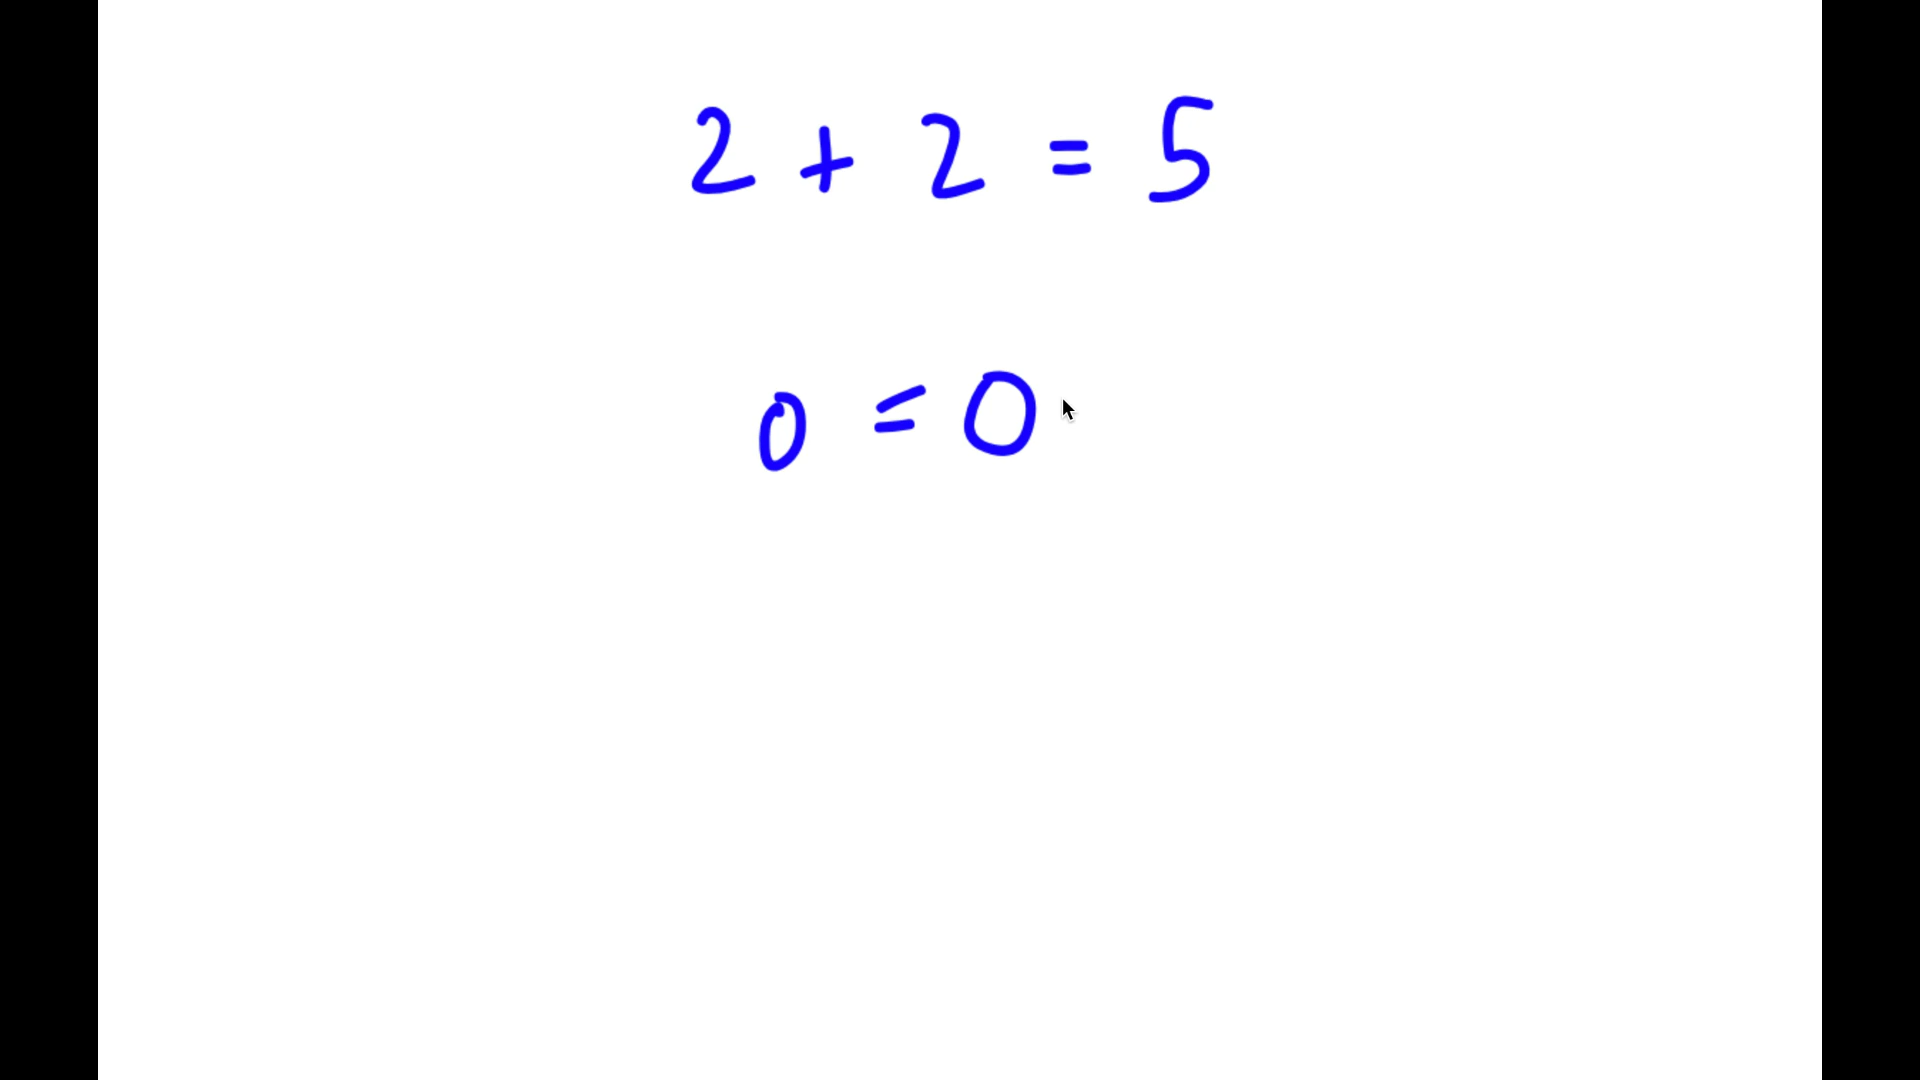 2 + 2 = 5
0 = 0